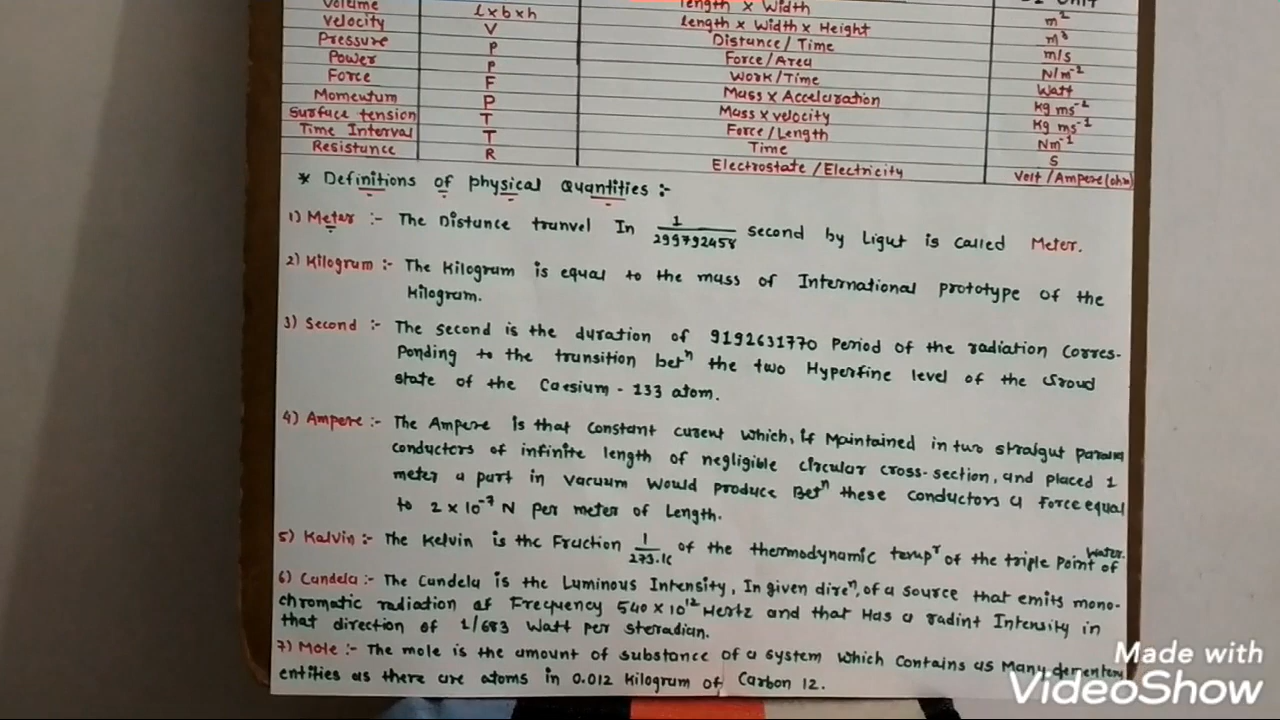 Volume l x b x h length x Width m²
Velocity V length x Width x Height m³
Pressure P Distance / Time m/s
Power P Force / Area N/m⁻²
Force F Work / Time Watt
Momentum P Mass x Accelaration Kg ms⁻²
Surface tension T Mass x velocity Kg ms⁻¹
Time Interval T Force / Length Nm⁻¹
Resistance R Time S
Electrostate / Electricity Volt / Ampere (ohm)
* Definitions of physical Quantities :-
1) Meter :- The Distance travel In 1/299792458 second by Light is called Meter.
2) Kilogram :- The Kilogram is equal to the mass of International prototype of the
Kilogram.
3) Second :- The second is the duration of 9192631770 Period of the radiation Corres-
ponding to the transition betⁿ the two Hyperfine level of the Groud
state of the Caesium - 133 atom.
4) Ampere :- The Ampere is that constant curent which, if Maintained in two straigut
conductors of infinite length of negligible circular cross-section, and placed 1
meter a part in Vacuum Would produce Betⁿ these conductors a Force equal
to 2 x 10⁻⁷ N per meter of Length.
5) Kalvin :- The Kelvin is the Fraction 1/273.16 of the thermodynamic tempʳ of the triple Point of water.
6) Candela :- The Candela is the Luminous Intensity, In given direⁿ, of a source that emits mono-
chromatic radiation of Frequency 540 x 10¹² Hertz and that Has a radint Intensity in
that direction of 1/683 Watt per steradian.
7) Mole :- The mole is the amount of substance of a system which Contains as Many elementary
entities as there are atoms in 0.012 Kilogram of Carbon 12.
Made with
VideoShow